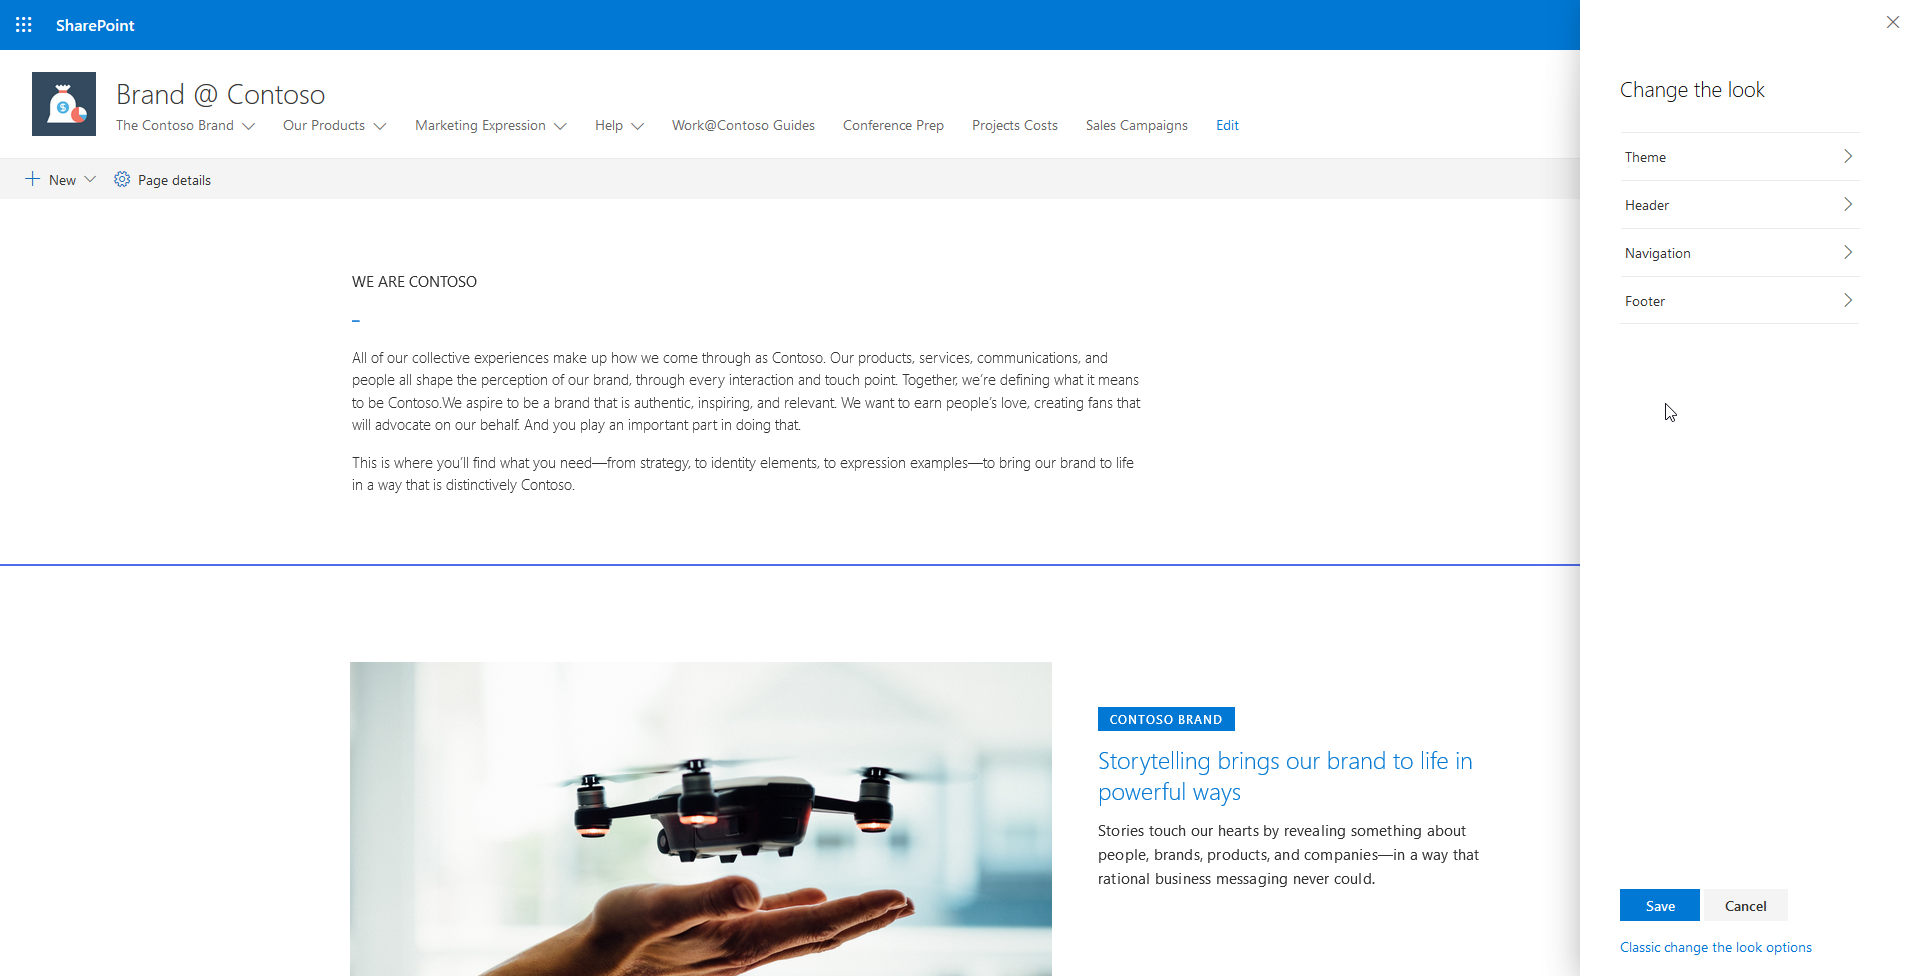 SharePoint
Brand @ Contoso
The Contoso Brand Our Products Marketing Expression Help Work@Contoso Guides Conference Prep Projects Costs Sales Campaigns Edit
New Page details
WE ARE CONTOSO
All of our collective experiences make up how we come through as Contoso. Our products, services, communications, and
people all shape the perception of our brand, through every interaction and touch point. Together, we’re defining what it means
to be Contoso.We aspire to be a brand that is authentic, inspiring, and relevant. We want to earn people’s love, creating fans that
will advocate on our behalf. And you play an important part in doing that.
This is where you’ll find what you need—from strategy, to identity elements, to expression examples—to bring our brand to life
in a way that is distinctively Contoso.
CONTOSO BRAND
Storytelling brings our brand to life in
powerful ways
Stories touch our hearts by revealing something about
people, brands, products, and companies—in a way that
rational business messaging never could.
Change the look
Theme
Header
Navigation
Footer
Save Cancel
Classic change the look options